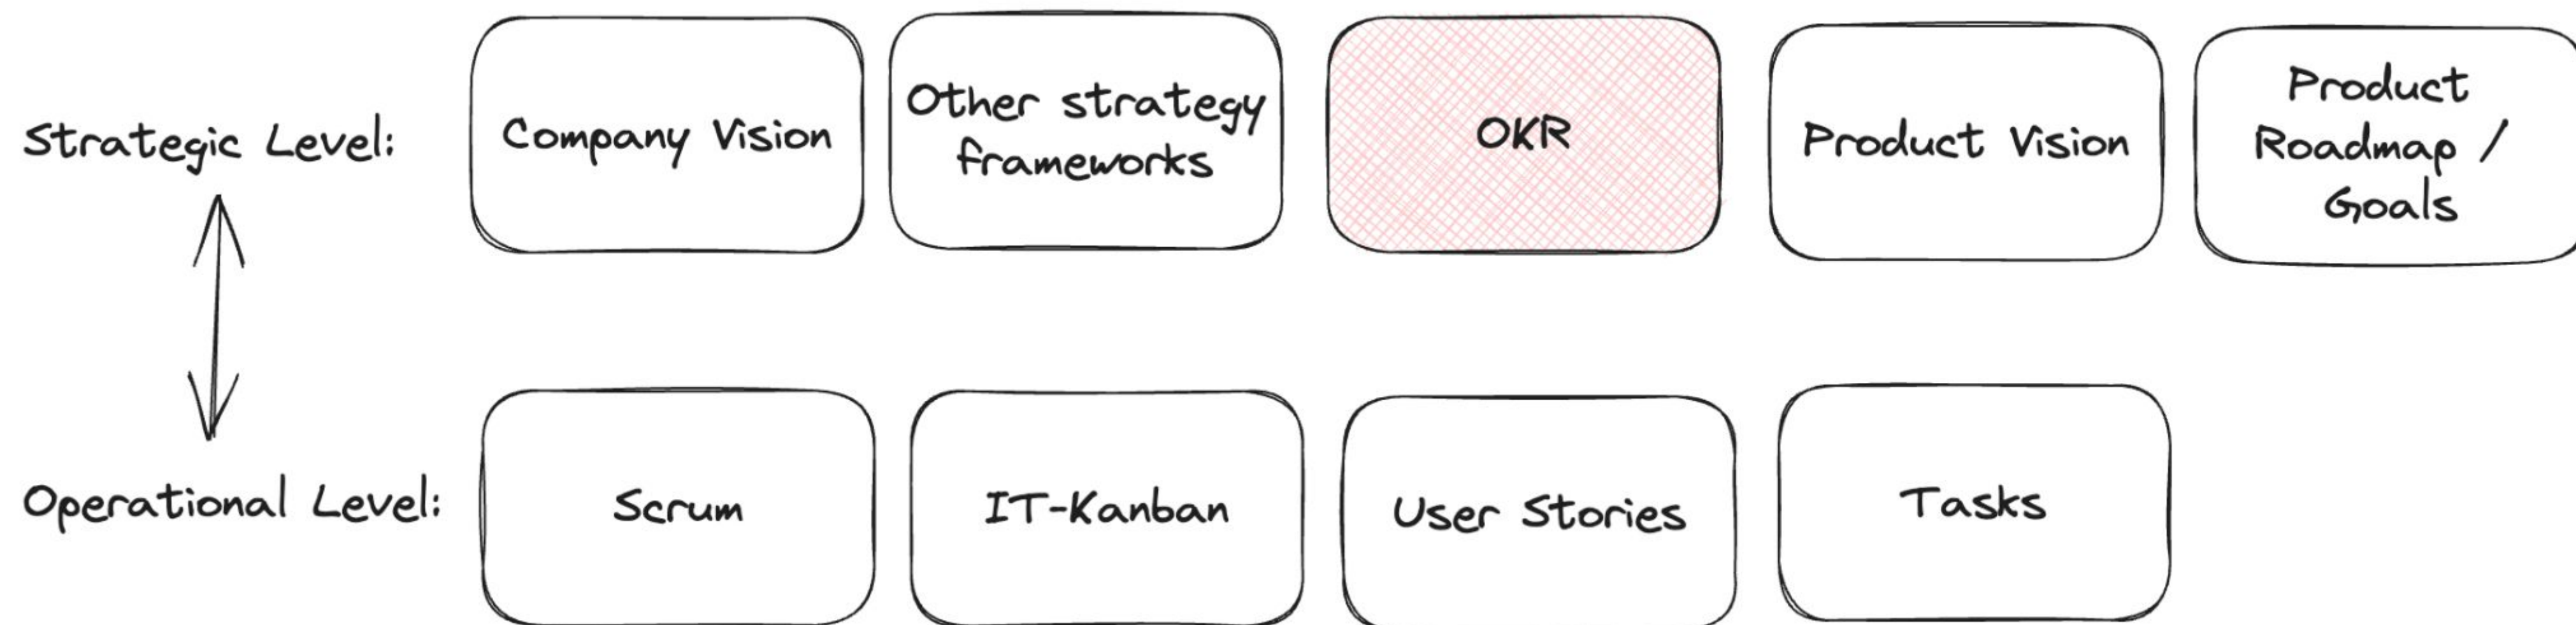 Strategic Level:
Company Vision
Other strategy
frameworks
OKR
Product Vision
Product
Roadmap /
Goals
Operational Level:
Scrum
IT-Kanban
User Stories
Tasks